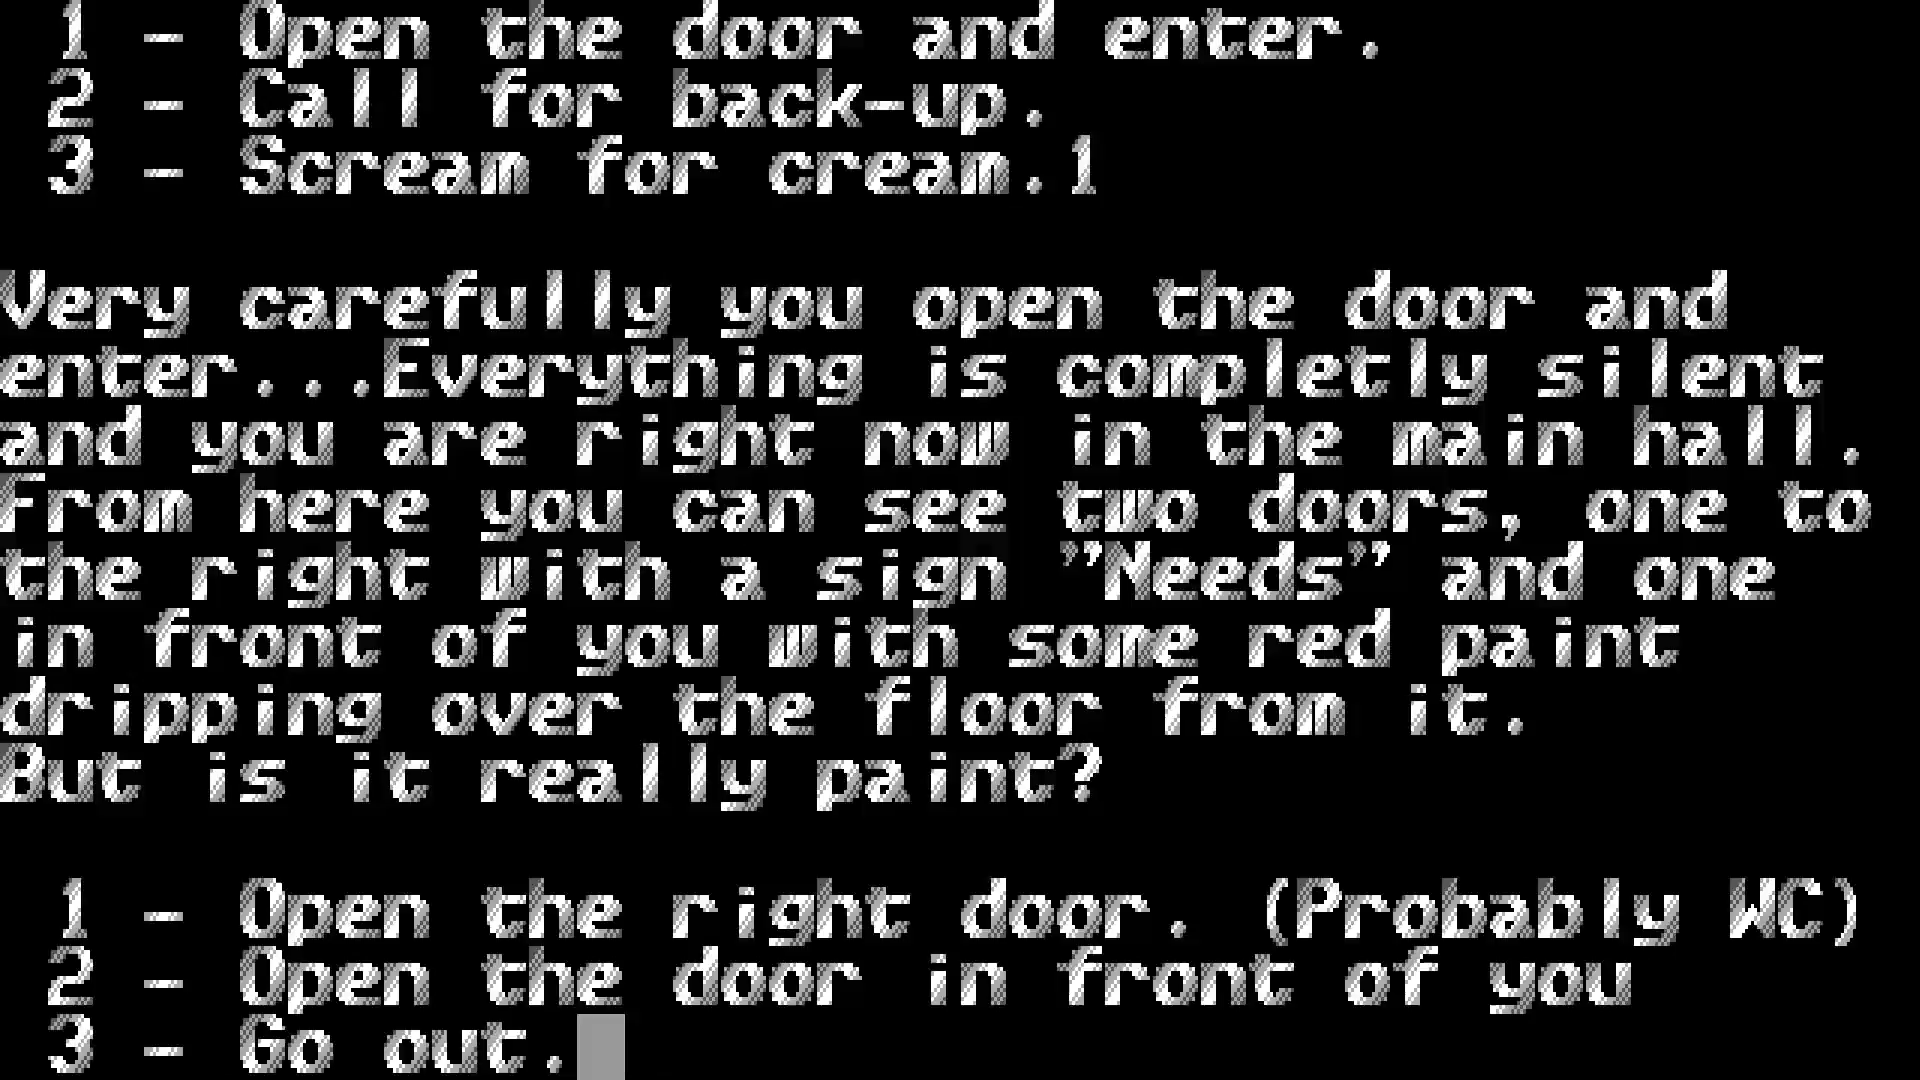 1 - Open the door and enter.
2 - Call for back-up.
3 - Scream for cream.1
Very carefully you open the door and
enter...Everything is completly silent
and you are right now in the main hall.
From here you can see two doors, one to
the right with a sign "Needs" and one
in front of you with some red paint
dripping over the floor from it.
But is it really paint?
1 - Open the right door. (Probably WC)
2 - Open the door in front of you
3 - Go out.